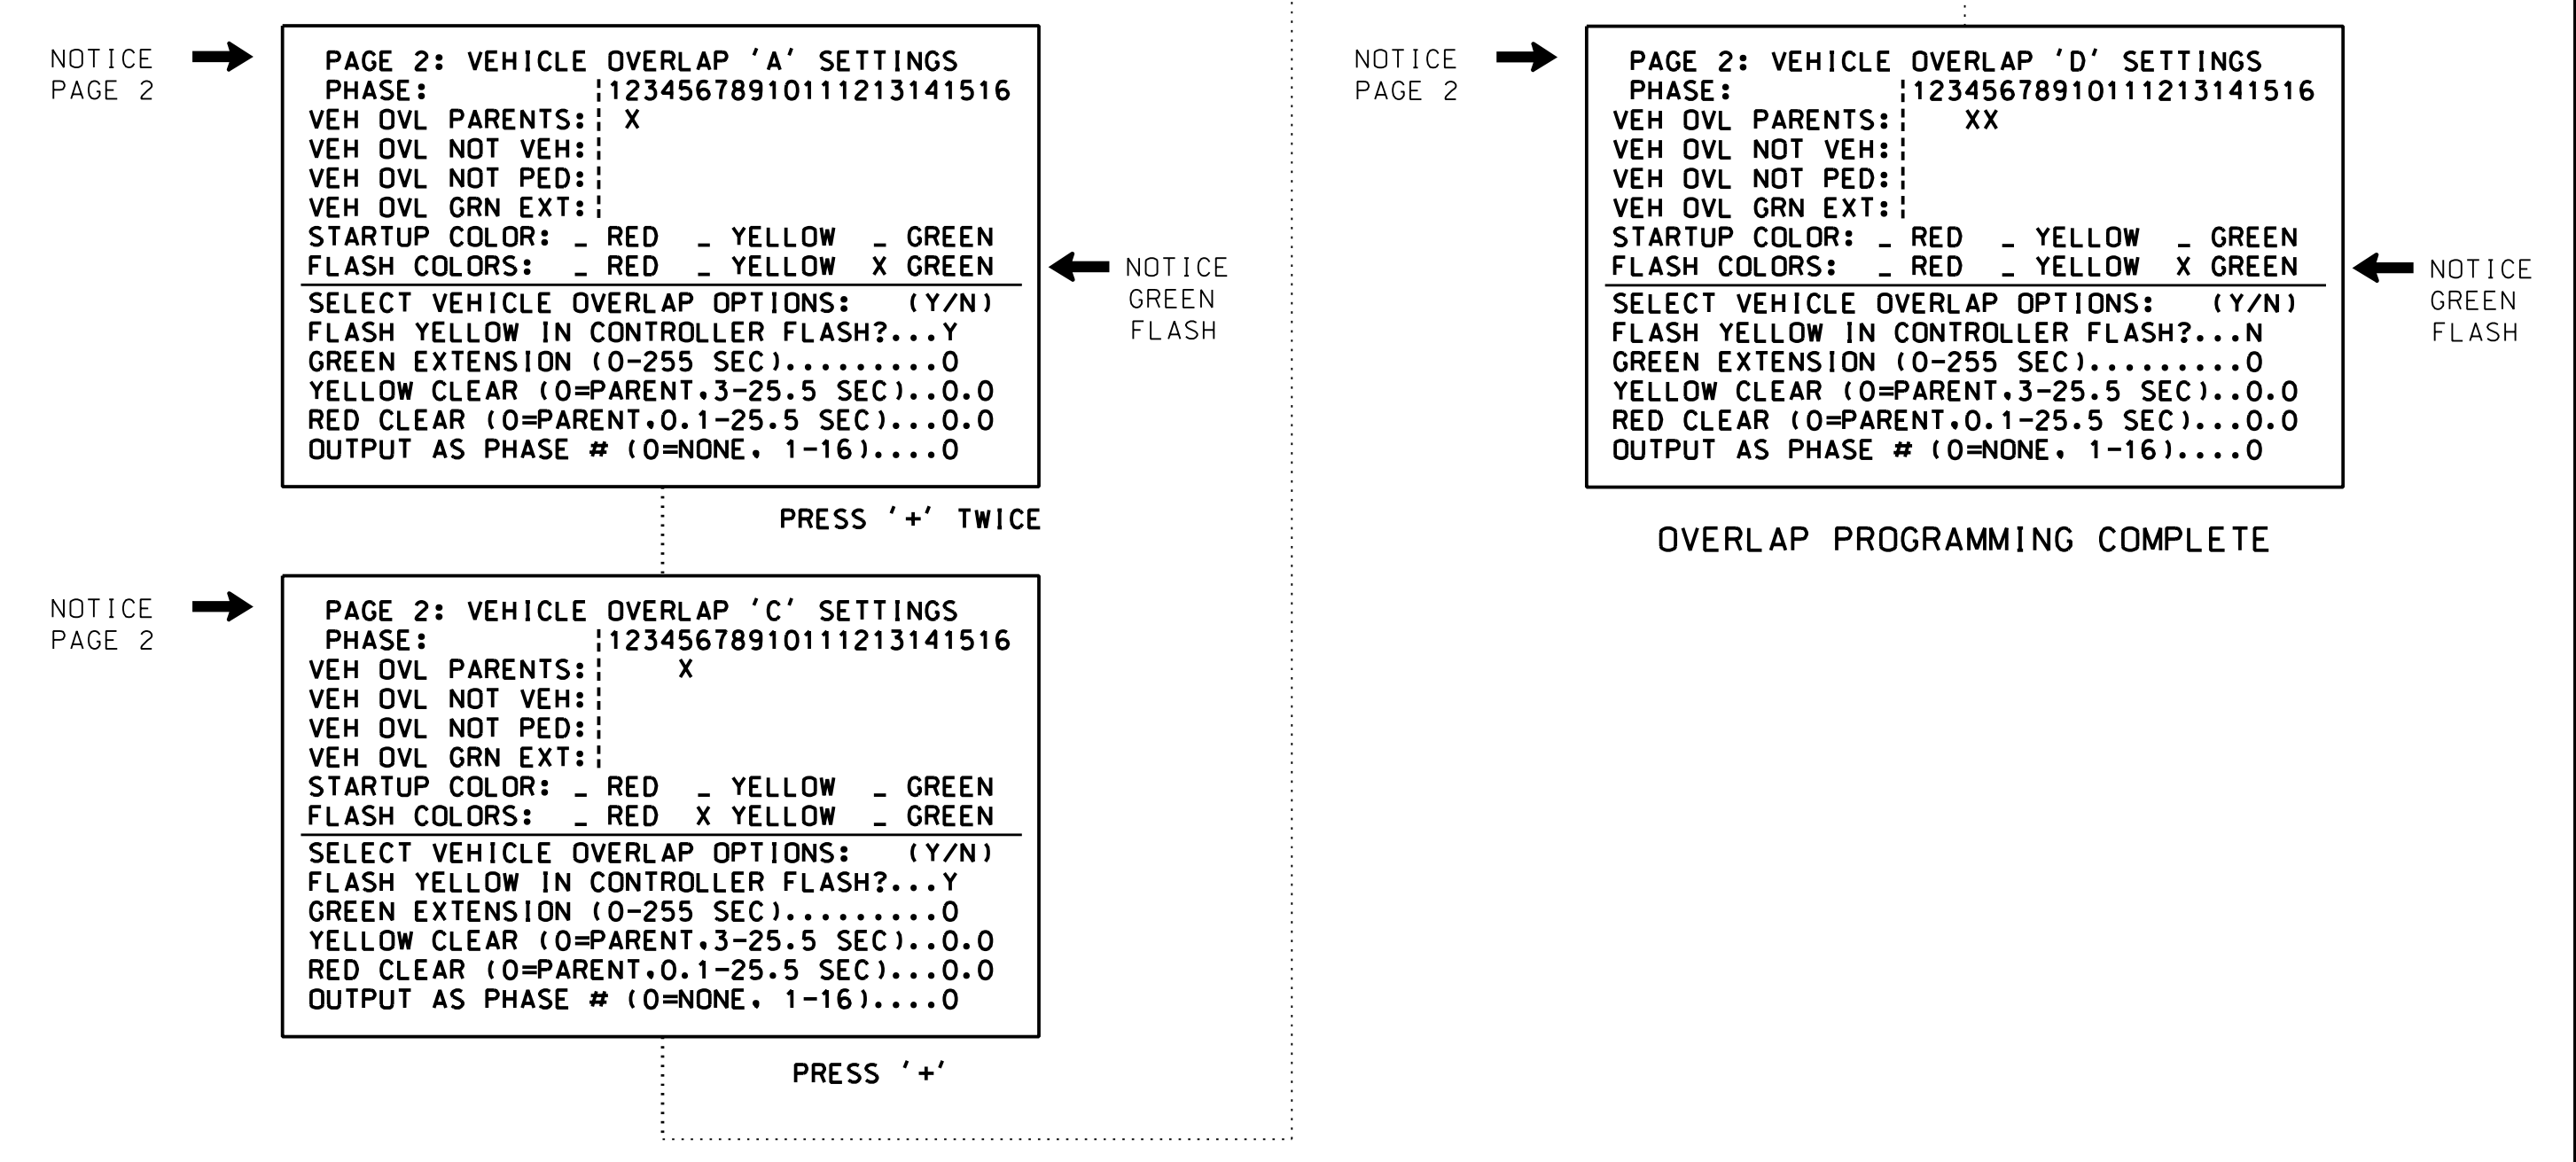 NOTICE
PAGE 2
PAGE 2: VEHICLE OVERLAP 'A' SETTINGS
PHASE: |12345678910111213141516
VEH OVL PARENTS:| X
VEH OVL NOT VEH:|
VEH OVL NOT PED:|
VEH OVL GRN EXT:|
STARTUP COLOR: _ RED _ YELLOW _ GREEN
FLASH COLORS: _ RED _ YELLOW X GREEN
NOTICE
GREEN
FLASH
SELECT VEHICLE OVERLAP OPTIONS: (Y/N)
FLASH YELLOW IN CONTROLLER FLASH?...Y
GREEN EXTENSION (0-255 SEC).........0
YELLOW CLEAR (0=PARENT,3-25.5 SEC)..0.0
RED CLEAR (0=PARENT,0.1-25.5 SEC)...0.0
OUTPUT AS PHASE # (0=NONE, 1-16)....0
PRESS '+' TWICE
NOTICE
PAGE 2
PAGE 2: VEHICLE OVERLAP 'C' SETTINGS
PHASE: |12345678910111213141516
VEH OVL PARENTS:| X
VEH OVL NOT VEH:|
VEH OVL NOT PED:|
VEH OVL GRN EXT:|
STARTUP COLOR: _ RED _ YELLOW _ GREEN
FLASH COLORS: _ RED X YELLOW _ GREEN
SELECT VEHICLE OVERLAP OPTIONS: (Y/N)
FLASH YELLOW IN CONTROLLER FLASH?...Y
GREEN EXTENSION (0-255 SEC).........0
YELLOW CLEAR (0=PARENT,3-25.5 SEC)..0.0
RED CLEAR (0=PARENT,0.1-25.5 SEC)...0.0
OUTPUT AS PHASE # (0=NONE, 1-16)....0
PRESS '+'
NOTICE
PAGE 2
PAGE 2: VEHICLE OVERLAP 'D' SETTINGS
PHASE: |12345678910111213141516
VEH OVL PARENTS:| XX
VEH OVL NOT VEH:|
VEH OVL NOT PED:|
VEH OVL GRN EXT:|
STARTUP COLOR: _ RED _ YELLOW _ GREEN
FLASH COLORS: _ RED _ YELLOW X GREEN
NOTICE
GREEN
FLASH
SELECT VEHICLE OVERLAP OPTIONS: (Y/N)
FLASH YELLOW IN CONTROLLER FLASH?...N
GREEN EXTENSION (0-255 SEC).........0
YELLOW CLEAR (0=PARENT,3-25.5 SEC)..0.0
RED CLEAR (0=PARENT,0.1-25.5 SEC)...0.0
OUTPUT AS PHASE # (0=NONE, 1-16)....0
OVERLAP PROGRAMMING COMPLETE